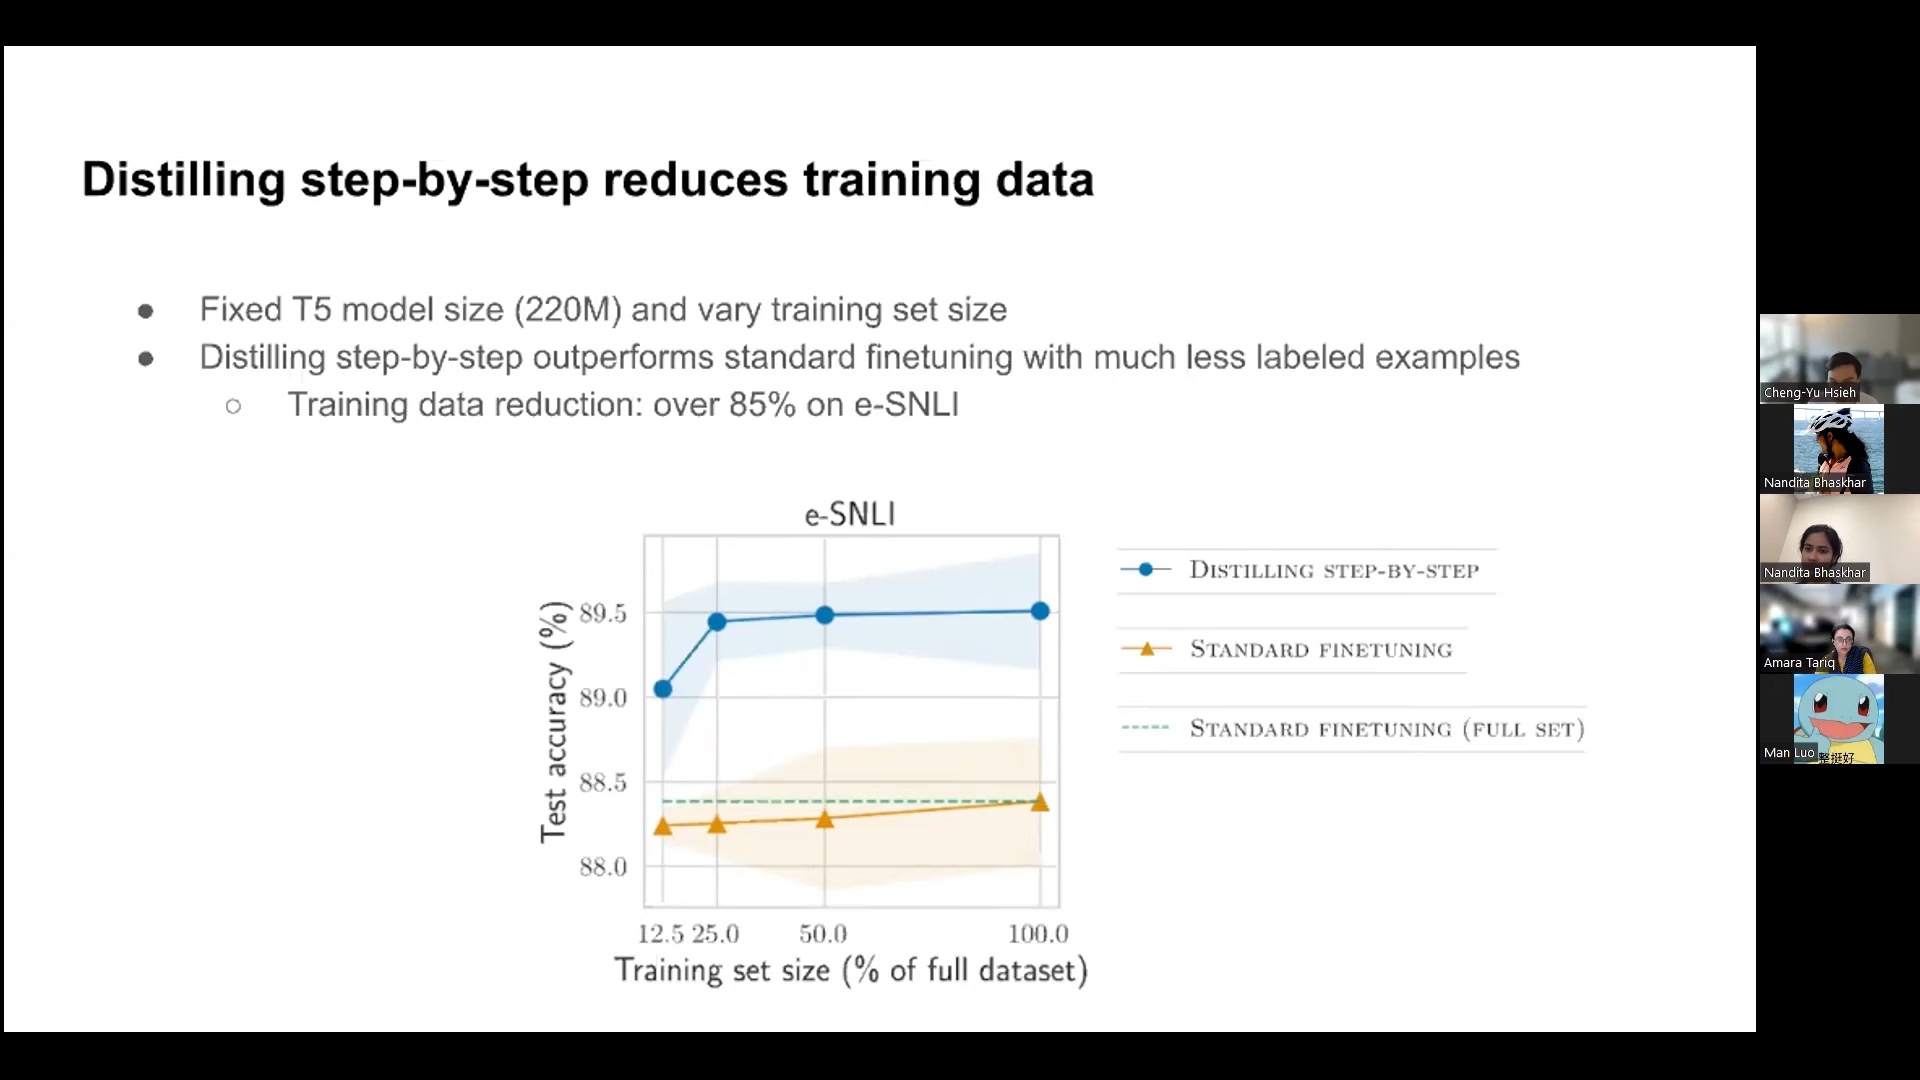 Distilling step-by-step reduces training data
● Fixed T5 model size (220M) and vary training set size
● Distilling step-by-step outperforms standard finetuning with much less labeled examples
○ Training data reduction: over 85% on e-SNLI
e-SNLI
Test accuracy (%)
89.5
89.0
88.5
88.0
12.5 25.0 50.0 100.0
Training set size (% of full dataset)
DISTILLING STEP-BY-STEP
STANDARD FINETUNING
STANDARD FINETUNING (FULL SET)
Cheng-Yu Hsieh
Nandita Bhaskhar
Nandita Bhaskhar
Amara Tariq
Man Luo
整挺好